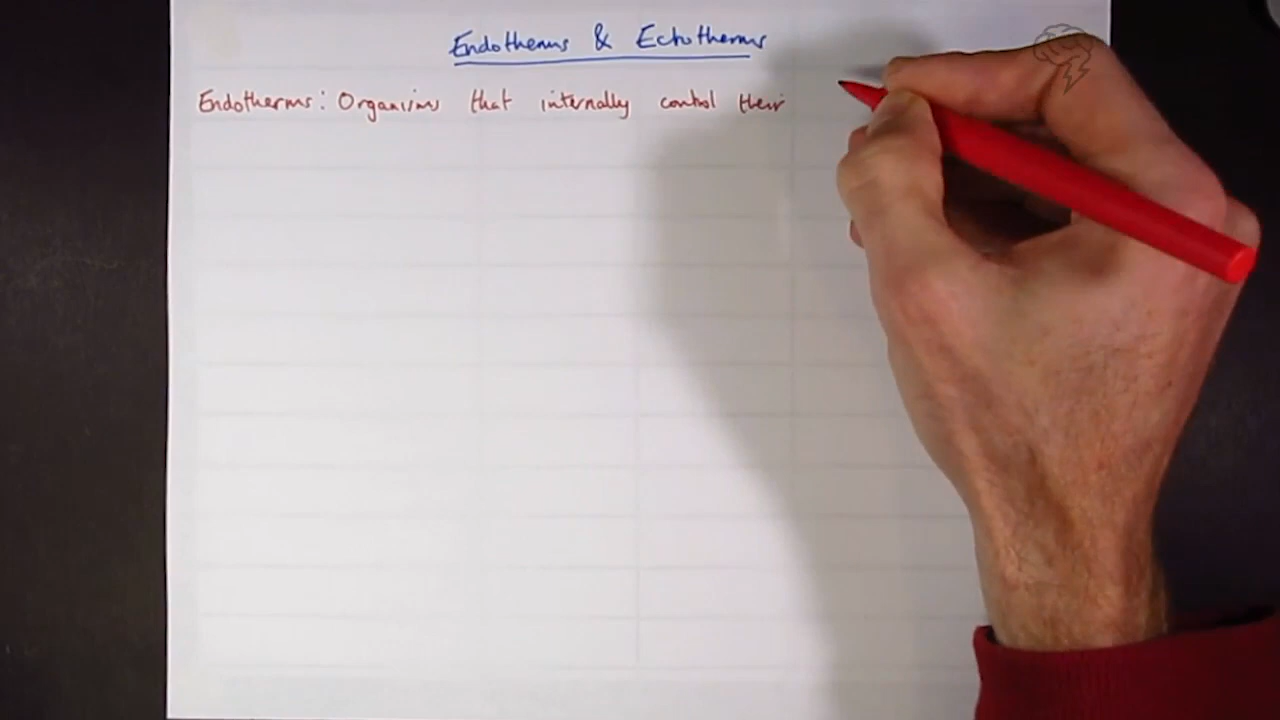 Endotherms & Ectotherms
Endotherms: Organisms that internally control their